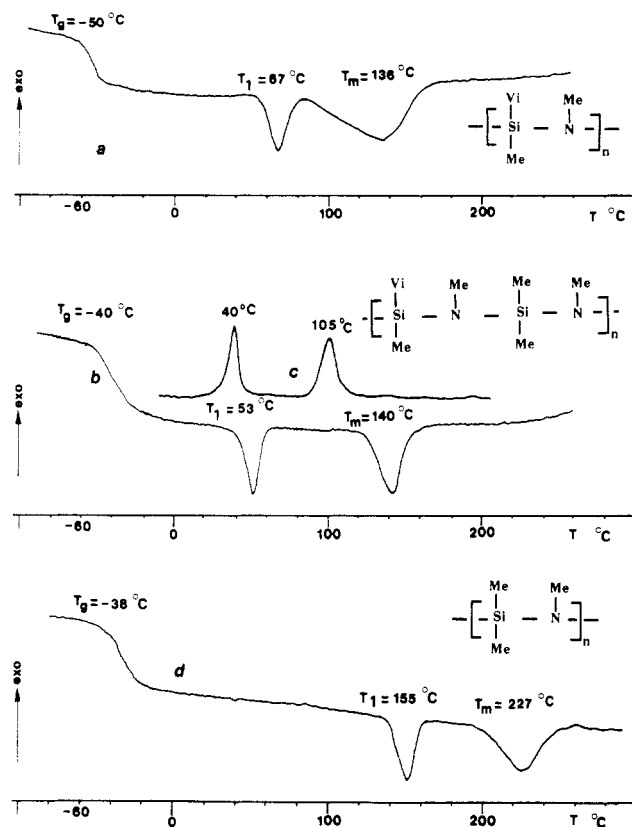 Tg = -50 °C
T1 = 67 °C
Tm = 136 °C
exo
a
Vi
Me
Si — N
n
Me
-60 0 100 200 T °C
Tg = -40 °C
40°C
105°C
Vi Me Me Me
Si — N — Si — N
n
Me Me
b
c
T1 = 53 °C
Tm = 140 °C
exo
-60 0 100 200 T °C
Tg = -38 °C
Me Me
Si — N
n
Me
d
T1 = 155 °C
Tm = 227 °C
exo
-60 0 100 200 T °C